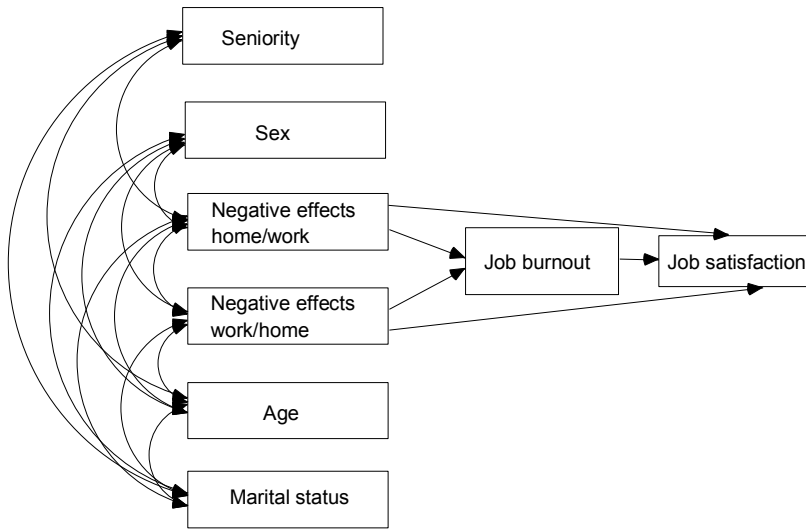 Seniority
Sex
Negative effects
home/work
Job burnout
Job satisfaction
Negative effects
work/home
Age
Marital status